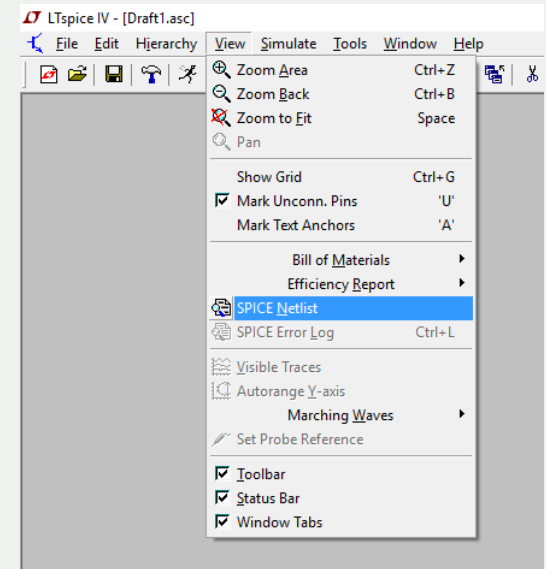 LTspice IV - [Draft1.asc]
File Edit Hierarchy View Simulate Tools Window Help
Zoom Area Ctrl+Z
Zoom Back Ctrl+B
Zoom to Fit Space
Pan
Show Grid Ctrl+G
Mark Unconn. Pins 'U'
Mark Text Anchors 'A'
Bill of Materials
Efficiency Report
SPICE Netlist
SPICE Error Log Ctrl+L
Visible Traces
Autorange Y-axis
Marching Waves
Set Probe Reference
Toolbar
Status Bar
Window Tabs